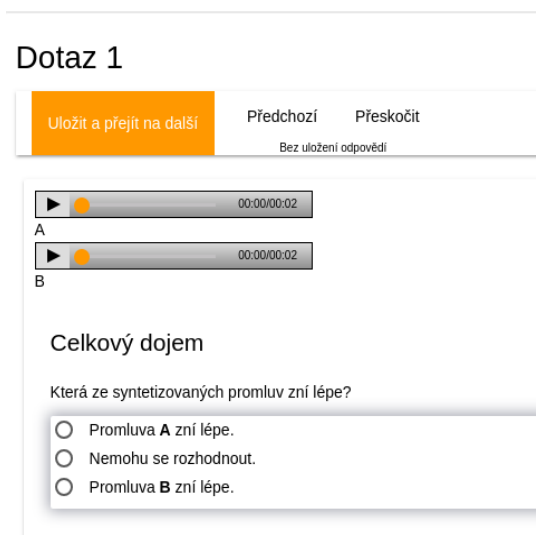 Dotaz 1
Uložit a přejít na další
Předchozí
Přeskočit
Bez uložení odpovědí
00:00/00:02
A
00:00/00:02
B
Celkový dojem
Která ze syntetizovaných promluv zní lépe?
Promluva A zní lépe.
Nemohu se rozhodnout.
Promluva B zní lépe.